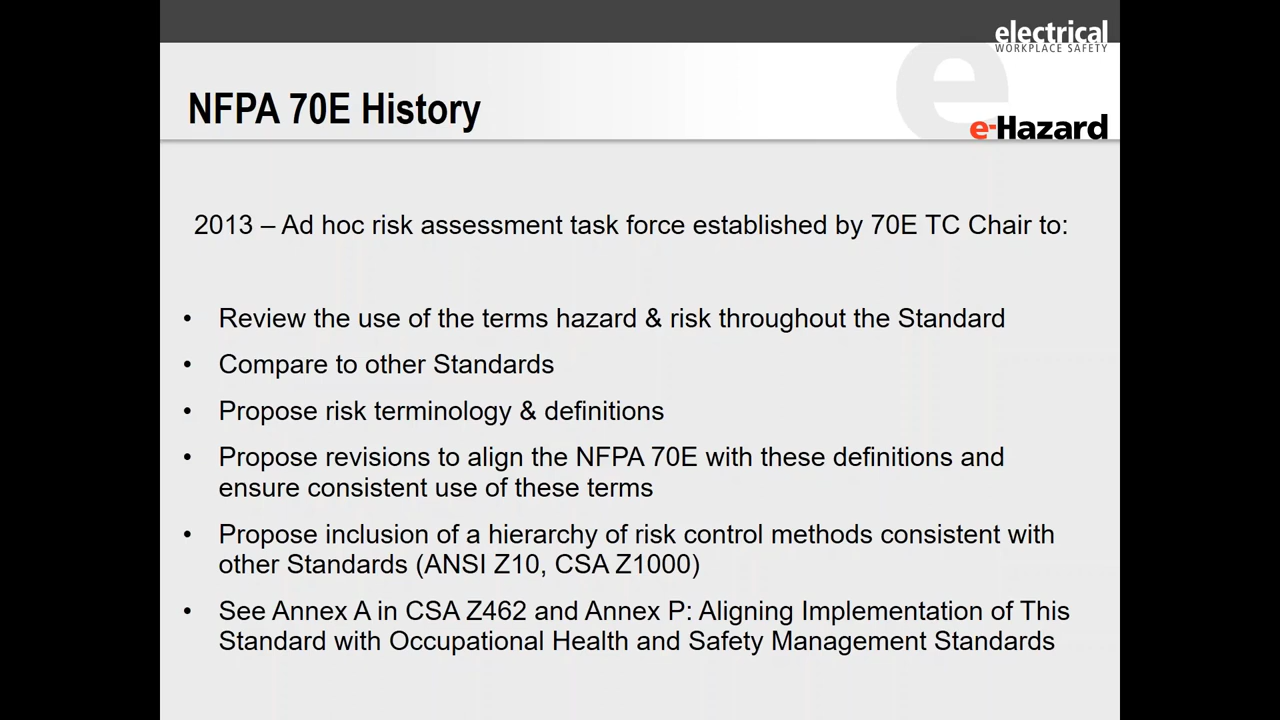 electrical
WORKPLACE SAFETY
NFPA 70E History
e-Hazard
2013 – Ad hoc risk assessment task force established by 70E TC Chair to:
• Review the use of the terms hazard & risk throughout the Standard
• Compare to other Standards
• Propose risk terminology & definitions
• Propose revisions to align the NFPA 70E with these definitions and
ensure consistent use of these terms
• Propose inclusion of a hierarchy of risk control methods consistent with
other Standards (ANSI Z10, CSA Z1000)
• See Annex A in CSA Z462 and Annex P: Aligning Implementation of This
Standard with Occupational Health and Safety Management Standards